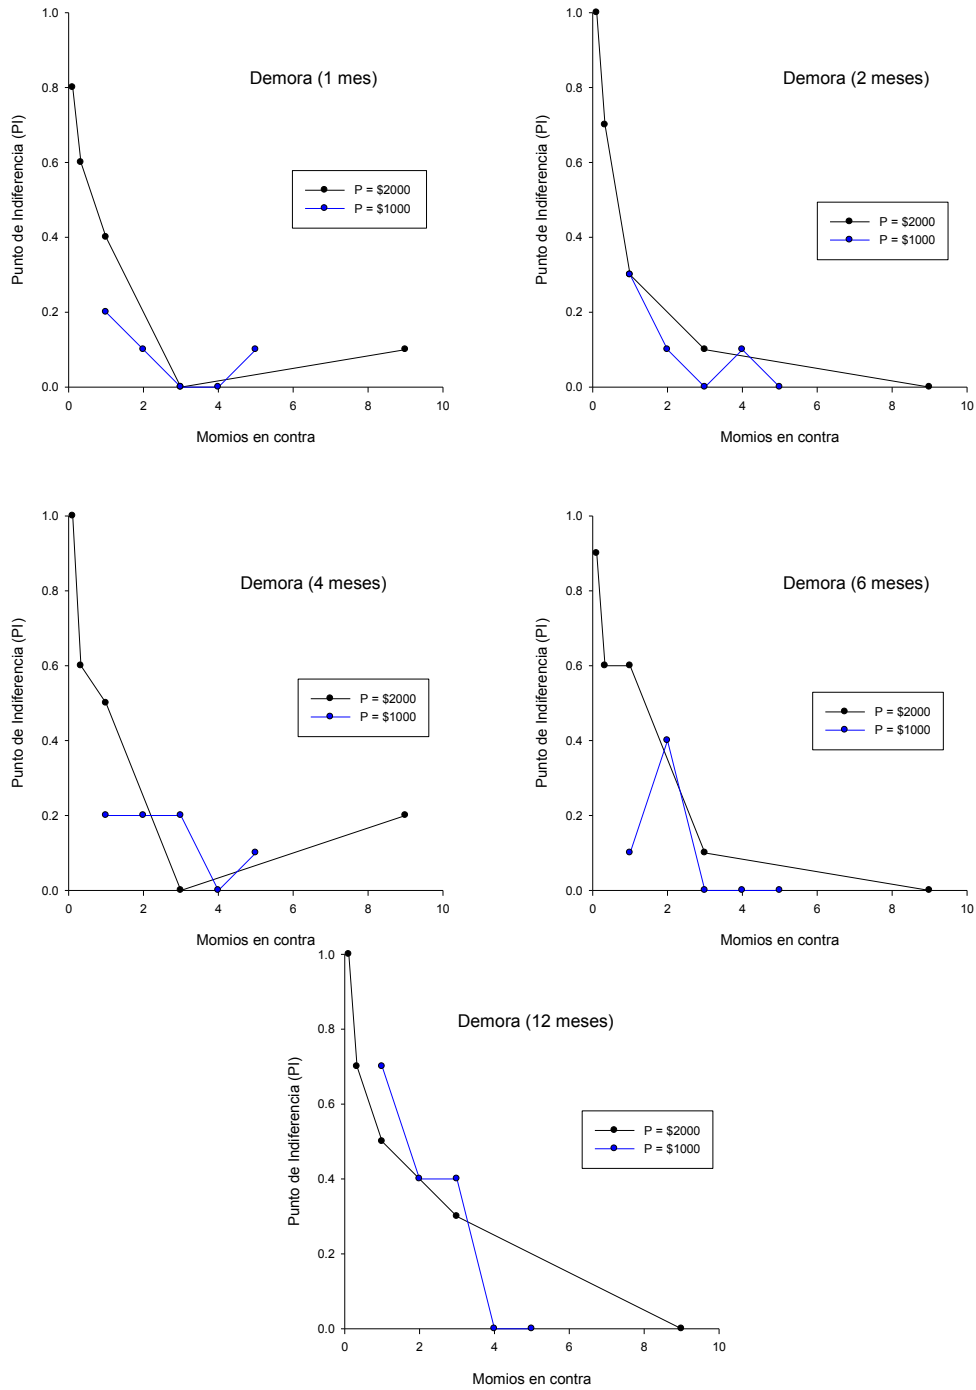 Demora (1 mes)
Punto de Indiferencia (PI)
1.0
0.8
0.6
0.4
0.2
0.0
P = $2000
P = $1000
0 2 4 6 8 10
Momios en contra
Demora (2 meses)
Punto de Indiferencia (PI)
1.0
0.8
0.6
0.4
0.2
0.0
P = $2000
P = $1000
0 2 4 6 8 10
Momios en contra
Demora (4 meses)
Punto de Indiferencia (PI)
1.0
0.8
0.6
0.4
0.2
0.0
P = $2000
P = $1000
0 2 4 6 8 10
Momios en contra
Demora (6 meses)
Punto de Indiferencia (PI)
1.0
0.8
0.6
0.4
0.2
0.0
P = $2000
P = $1000
0 2 4 6 8 10
Momios en contra
Demora (12 meses)
Punto de Indiferencia (PI)
1.0
0.8
0.6
0.4
0.2
0.0
P = $2000
P = $1000
0 2 4 6 8 10
Momios en contra